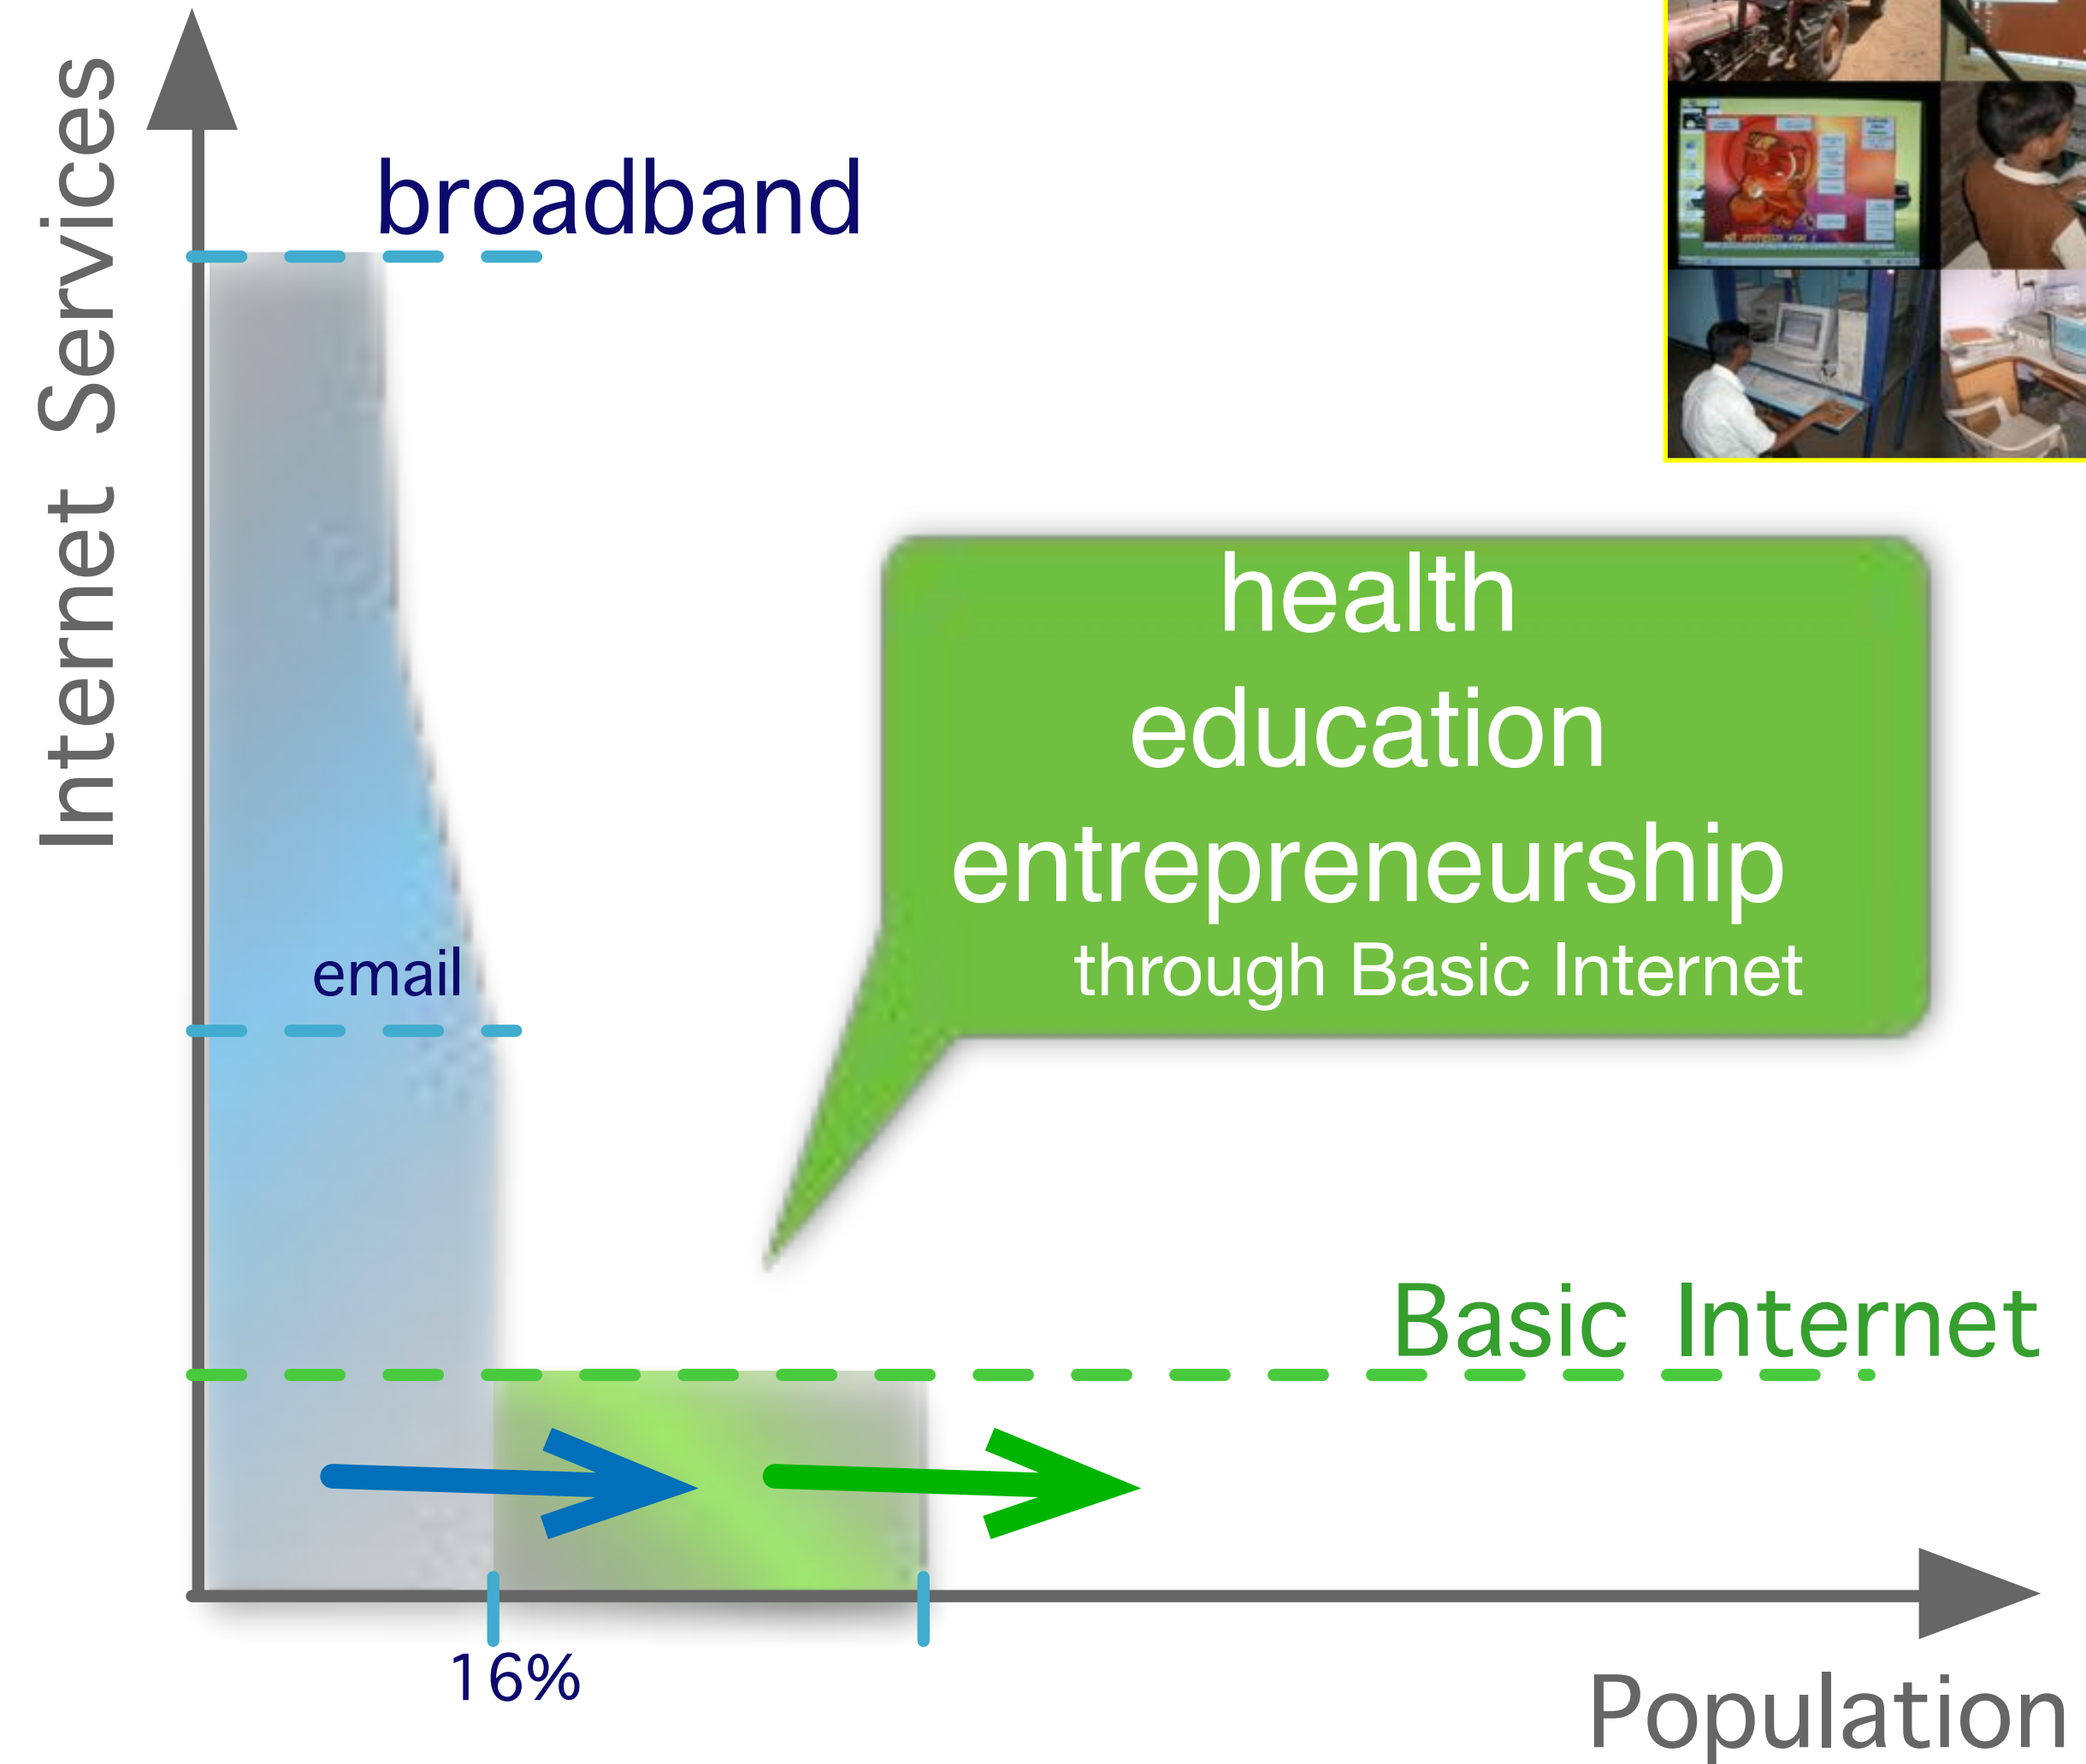 Internet Services
broadband
health
education
entrepreneurship
through Basic Internet
email
Basic Internet
16%
Population